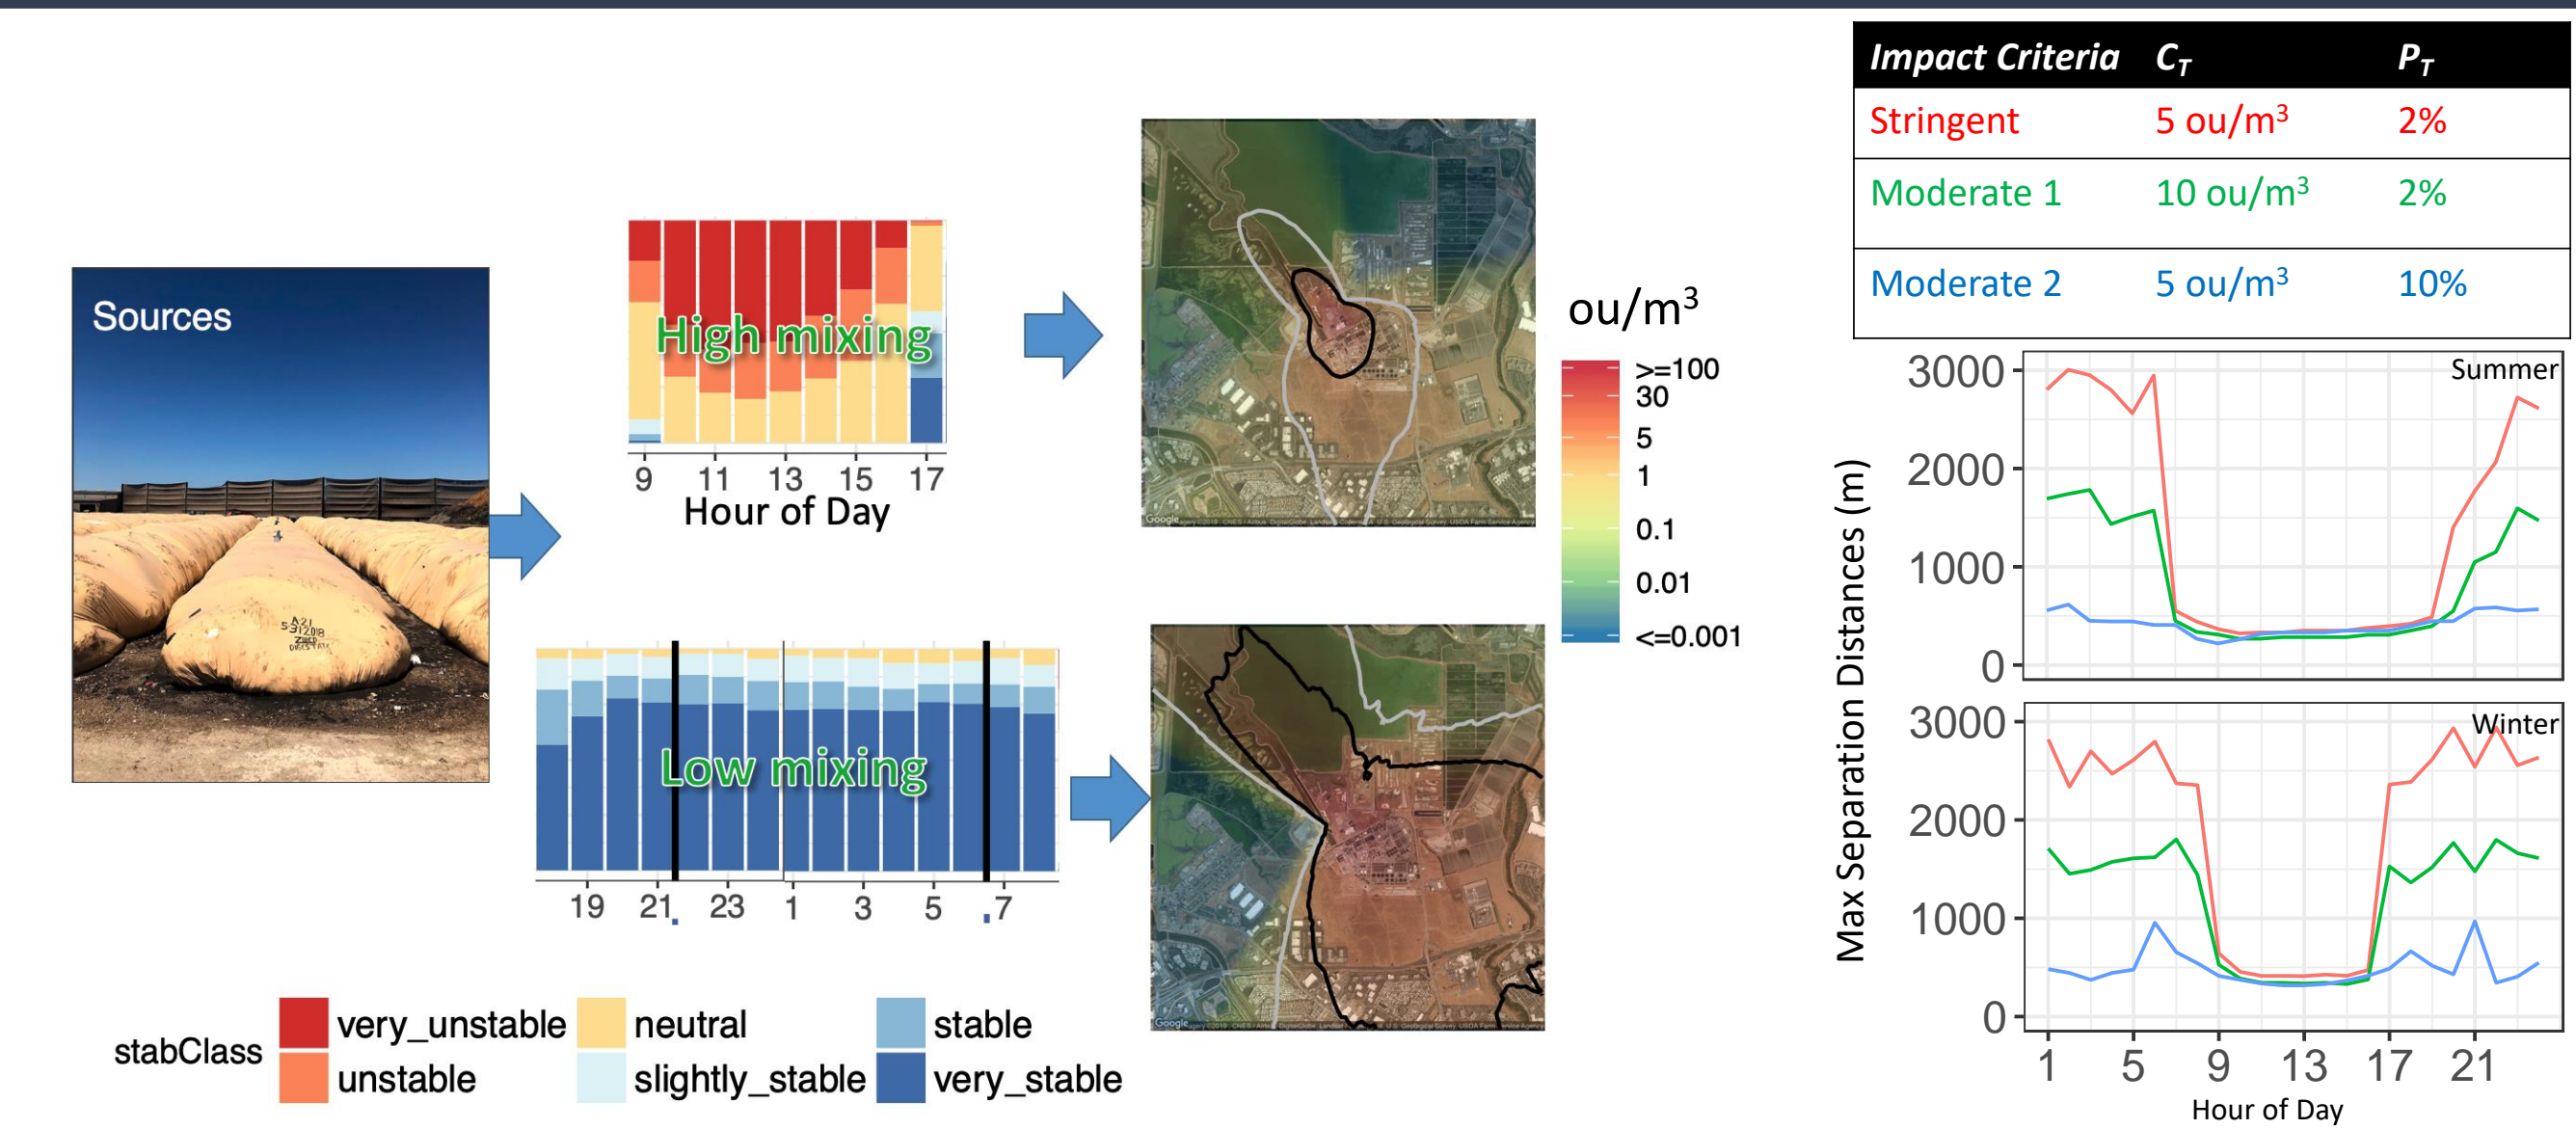 Impact Criteria C_T P_T
Stringent 5 ou/m³ 2%
Moderate 1 10 ou/m³ 2%
Moderate 2 5 ou/m³ 10%
Sources
A21
High mixing
9 11 13 15 17
Hour of Day
Google
ou/m³
>=100
30
5
1
0.1
0.01
<=0.001
Low mixing
19 21 23 1 3 5 7
Google
stabClass
very_unstable neutral stable
unstable slightly_stable very_stable
Max Separation Distances (m)
Summer
3000
2000
1000
0
Winter
3000
2000
1000
0
1 5 9 13 17 21
Hour of Day